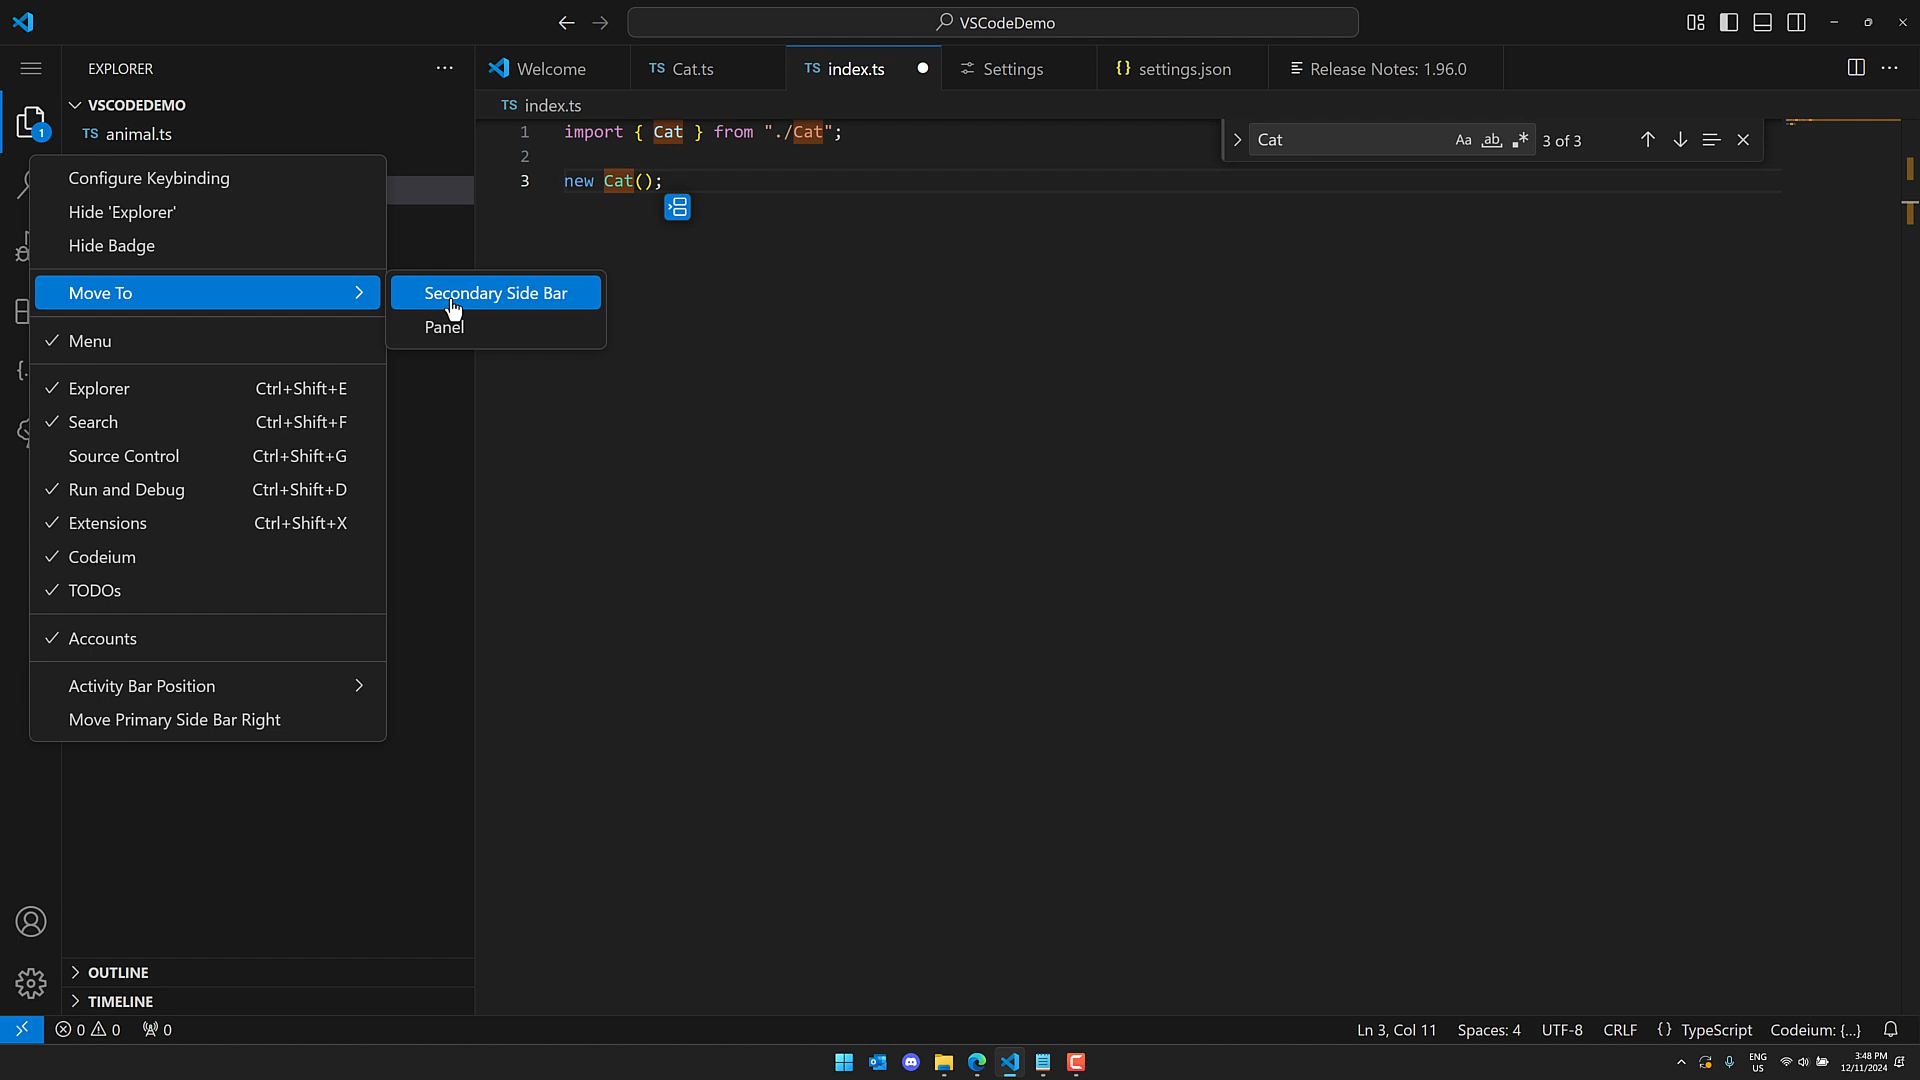 VSCodeDemo
EXPLORER
Welcome
TS Cat.ts
TS index.ts
Settings
{} settings.json
Release Notes: 1.96.0
VSCODEDEMO
TS animal.ts
TS index.ts
1 import { Cat } from "./Cat";
2
3 new Cat();
Cat
Aa
ab
3 of 3
Configure Keybinding
Hide 'Explorer'
Hide Badge
Move To
Secondary Side Bar
Panel
Menu
Explorer Ctrl+Shift+E
Search Ctrl+Shift+F
Source Control Ctrl+Shift+G
Run and Debug Ctrl+Shift+D
Extensions Ctrl+Shift+X
Codeium
TODOs
Accounts
Activity Bar Position
Move Primary Side Bar Right
1
OUTLINE
TIMELINE
0 0 0
Ln 3, Col 11 Spaces: 4 UTF-8 CRLF {} TypeScript Codeium: {...}
ENG
US
3:48 PM
12/11/2024